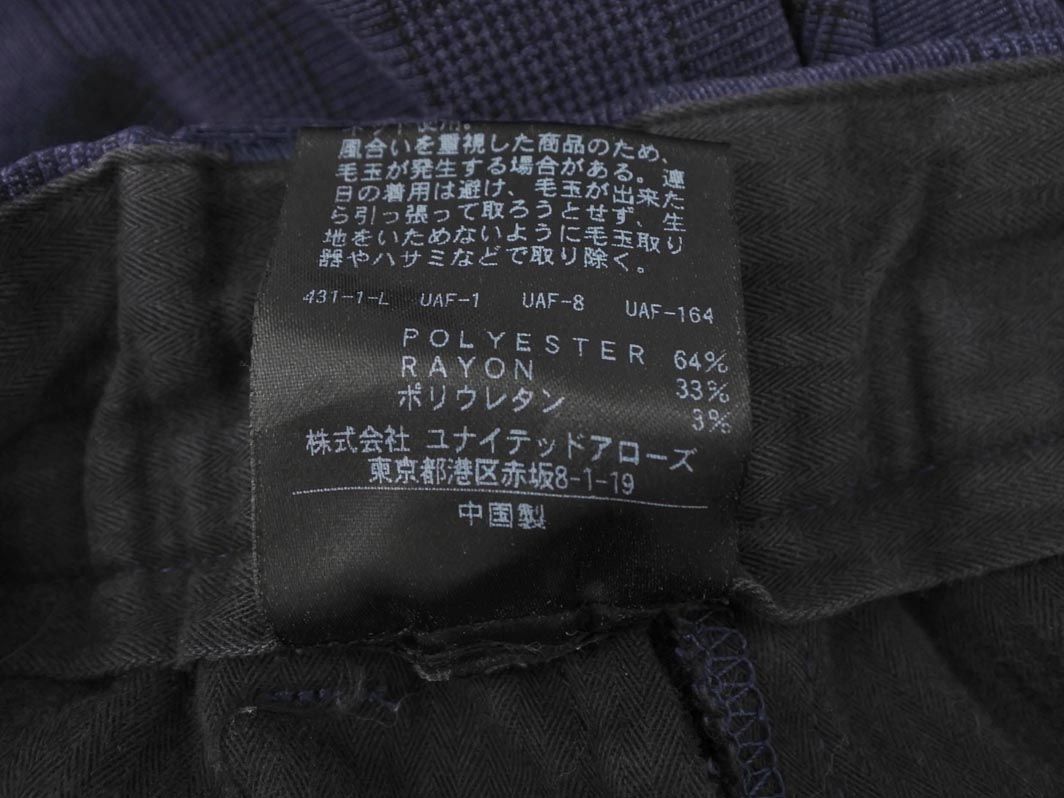 風合いを重視した商品のため、
毛玉が発生する場合がある。連
日の着用は避け、毛玉が出来た
ら引っ張って取ろうとせず、生
地をいためないように毛玉取り
器やハサミなどで取り除く。
431-1-L UAF-1 UAF-8 UAF-164
POLYESTER 64%
RAYON 33%
ポリウレタン 3%
株式会社 ユナイテッドアローズ
東京都港区赤坂8-1-19
中国製